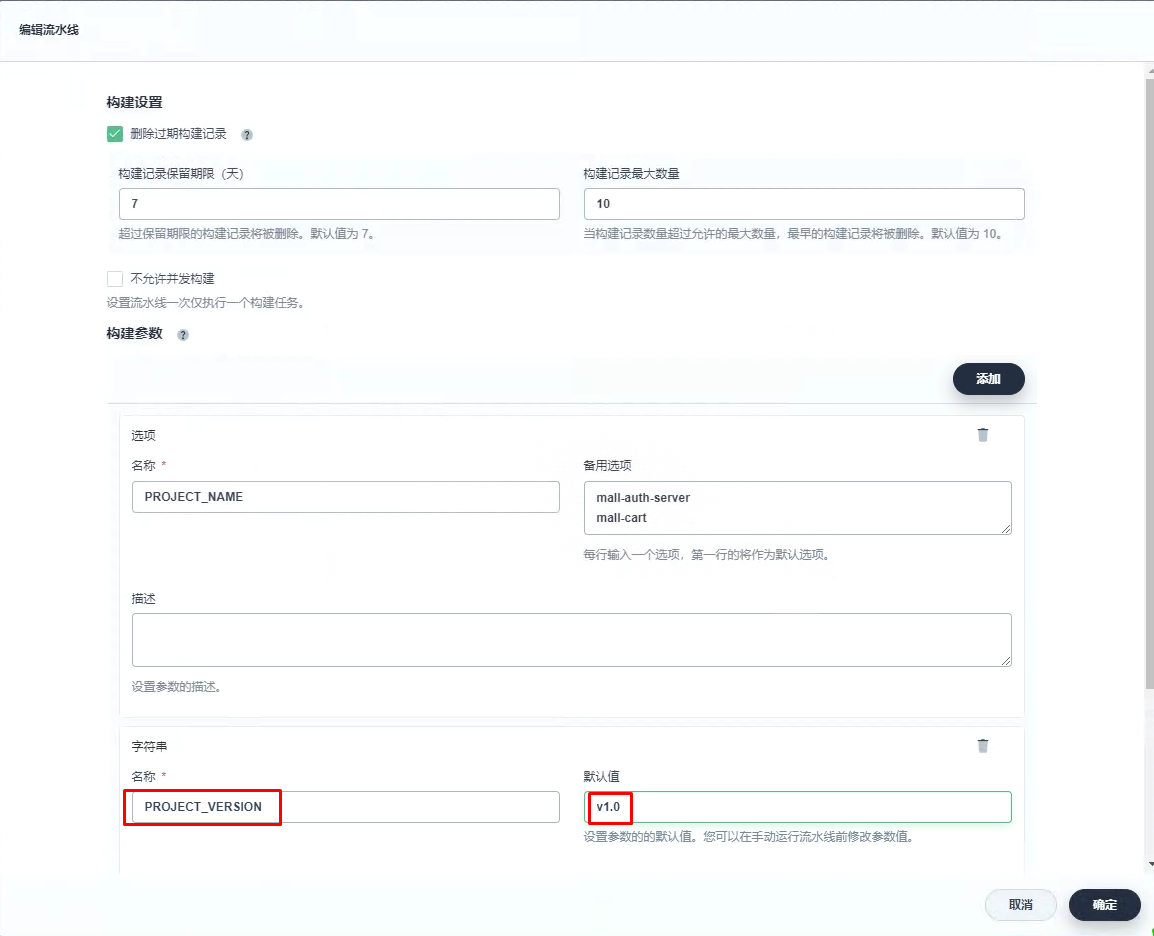 编辑流水线
构建设置
删除过期构建记录 ?
构建记录保留期限（天） 构建记录最大数量
7 10
超过保留期限的构建记录将被删除。默认值为 7。 当构建记录数量超过允许的最大数量，最早的构建记录将被删除。默认值为 10。
不允许并发构建
设置流水线一次仅执行一个构建任务。
构建参数 ?
添加
选项
名称 * 备用选项
PROJECT_NAME mall-auth-server
mall-cart
每行输入一个选项，第一行的将作为默认选项。
描述
设置参数的描述。
字符串
名称 * 默认值
PROJECT_VERSION v1.0
设置参数的的默认值。您可以在手动运行流水线前修改参数值。
取消 确定